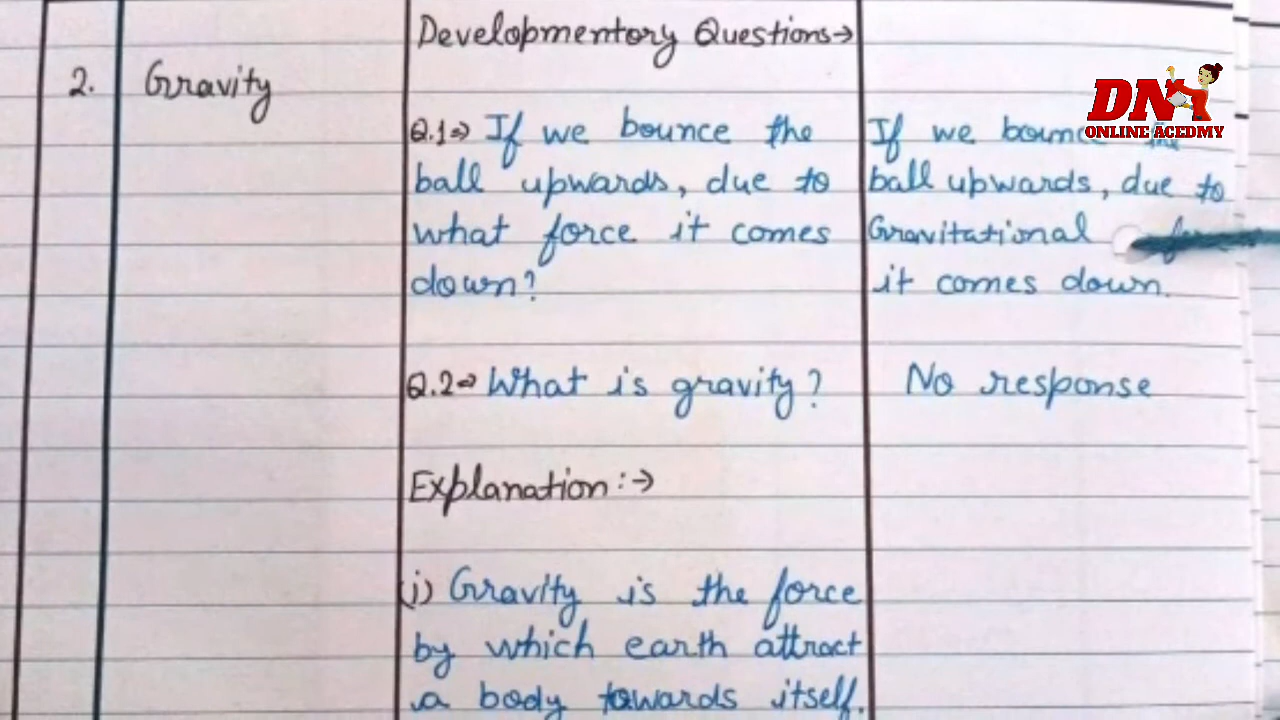 Developmentory Questions→
2. Gravity
Q.1⇒ If we bounce the
ball upwards, due to
what force it comes
down?
If we bounce
ball upwards, due to
Gravitational
it comes down.
Q.2⇒ What is gravity?
No response
Explanation:→
(i) Gravity is the force
by which earth attract
a body towards itself.
DN
ONLINE ACEDMY